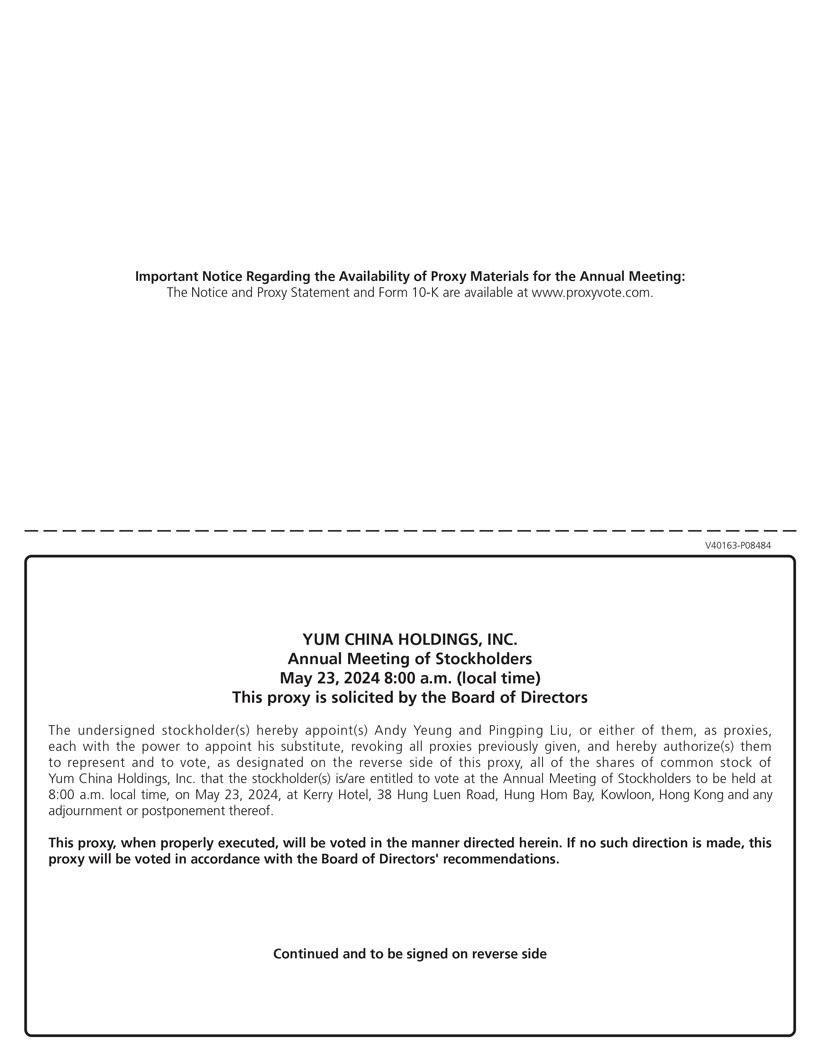 Important Notice Regarding the Availability of Proxy Materials for the Annual Meeting:
The Notice and Proxy Statement and Form 10-K are available at www.proxyvote.com.
V40163-P08484
YUM CHINA HOLDINGS, INC.
Annual Meeting of Stockholders
May 23, 2024 8:00 a.m. (local time)
This proxy is solicited by the Board of Directors
The undersigned stockholder(s) hereby appoint(s) Andy Yeung and Pingping Liu, or either of them, as proxies,
each with the power to appoint his substitute, revoking all proxies previously given, and hereby authorize(s) them
to represent and to vote, as designated on the reverse side of this proxy, all of the shares of common stock of
Yum China Holdings, Inc. that the stockholder(s) is/are entitled to vote at the Annual Meeting of Stockholders to be held at
8:00 a.m. local time, on May 23, 2024, at Kerry Hotel, 38 Hung Luen Road, Hung Hom Bay, Kowloon, Hong Kong and any
adjournment or postponement thereof.
This proxy, when properly executed, will be voted in the manner directed herein. If no such direction is made, this
proxy will be voted in accordance with the Board of Directors' recommendations.
Continued and to be signed on reverse side